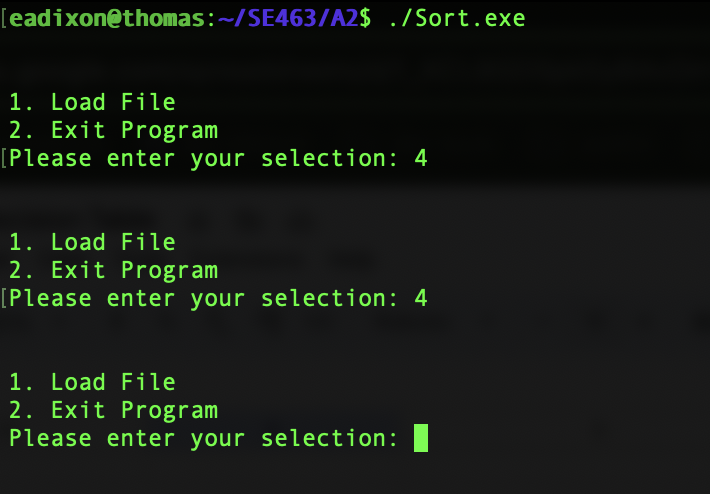 [eadixon@thomas:~/SE463/A2$ ./Sort.exe
1. Load File
2. Exit Program
[Please enter your selection: 4
1. Load File
2. Exit Program
[Please enter your selection: 4
1. Load File
2. Exit Program
Please enter your selection: